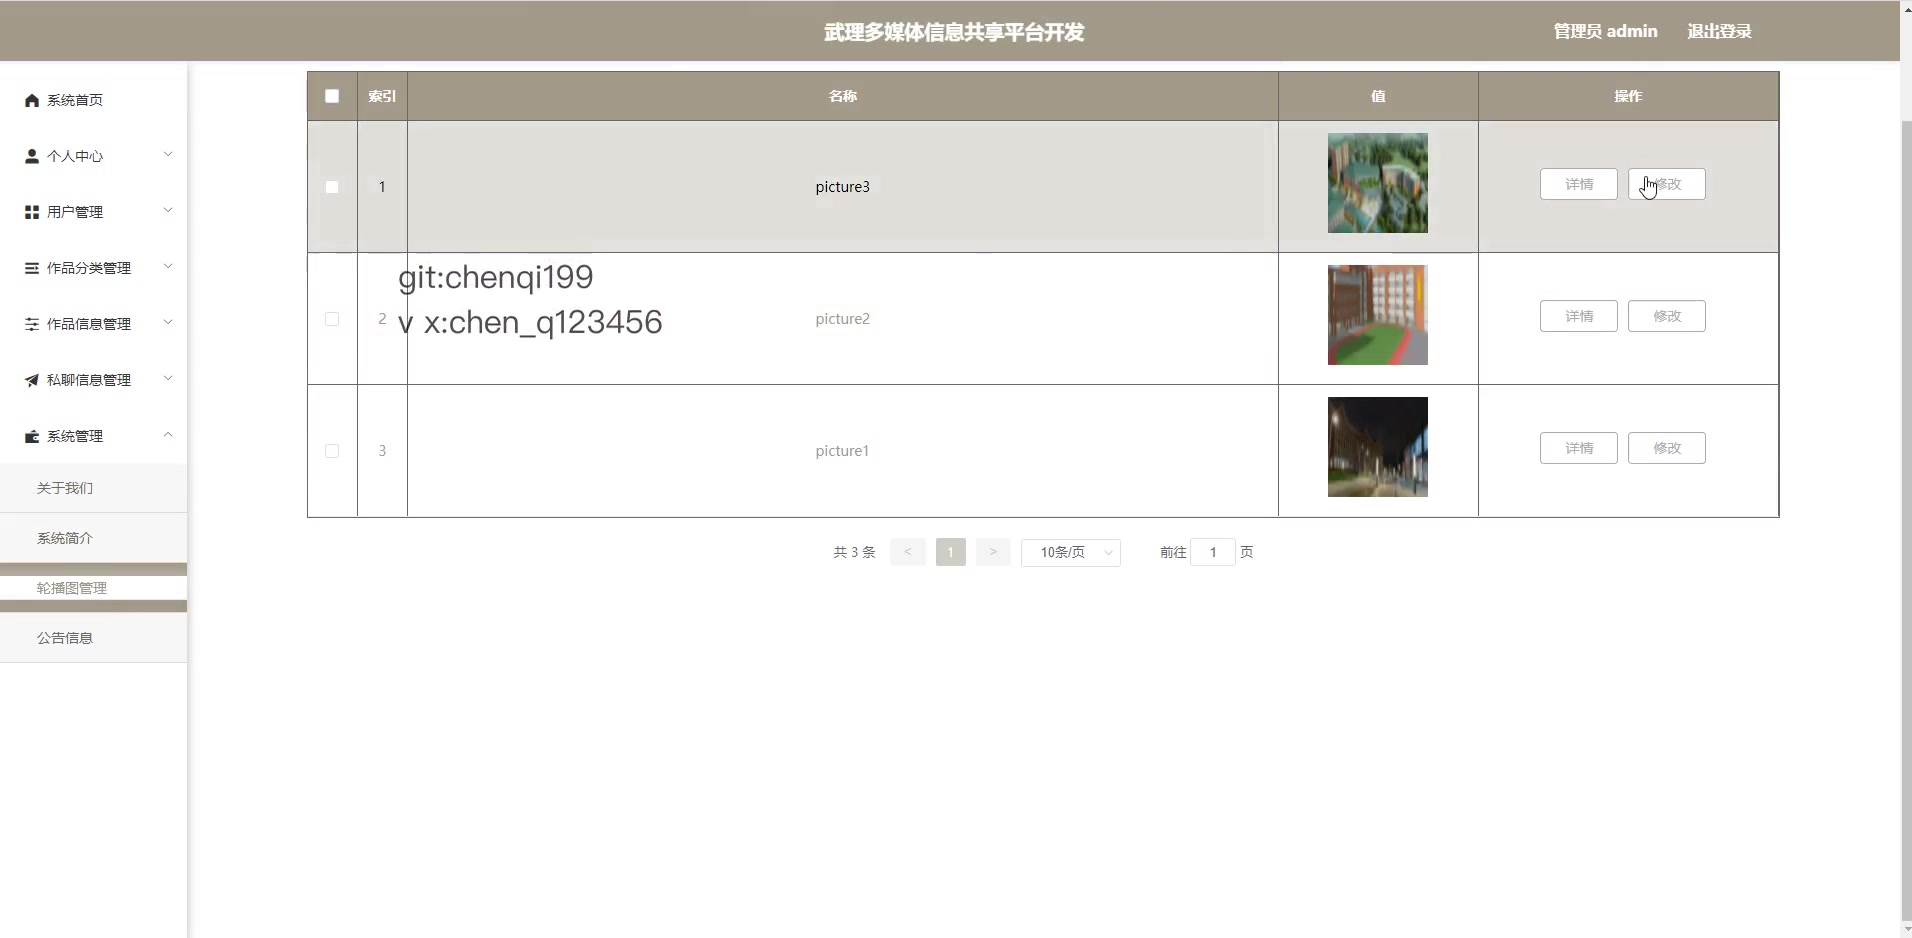 武理多媒体信息共享平台开发
管理员 admin 退出登录
系统首页
个人中心
用户管理
作品分类管理
作品信息管理
私聊信息管理
系统管理
关于我们
系统简介
轮播图管理
公告信息
索引 名称 值 操作
1 picture3 详情 修改
git:chenqi199
v x:chen_q123456
2 picture2 详情 修改
3 picture1 详情 修改
共 3 条 < 1 > 10条/页 前往 1 页